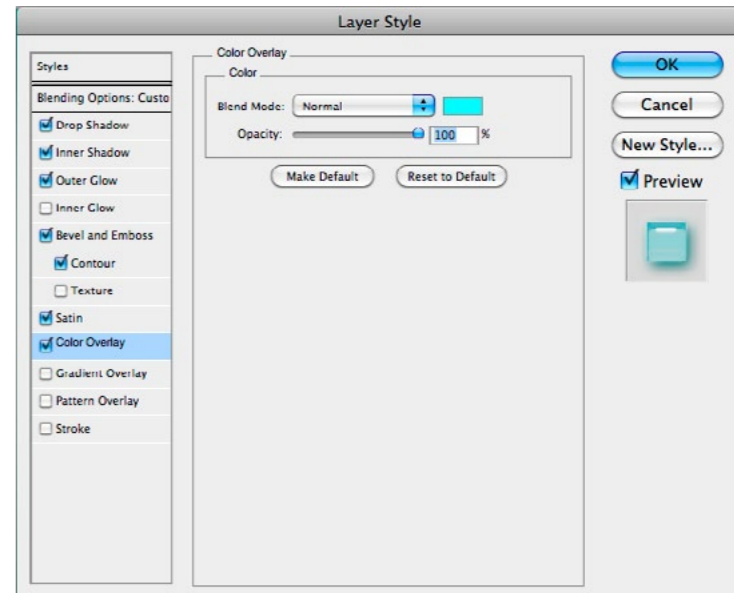 Layer Style
Styles
Blending Options: Custo
Drop Shadow
Inner Shadow
Outer Glow
Inner Glow
Bevel and Emboss
Contour
Texture
Satin
Color Overlay
Gradient Overlay
Pattern Overlay
Stroke
Color Overlay
Color
Blend Mode: Normal
Opacity: 100 %
Make Default Reset to Default
OK
Cancel
New Style...
Preview